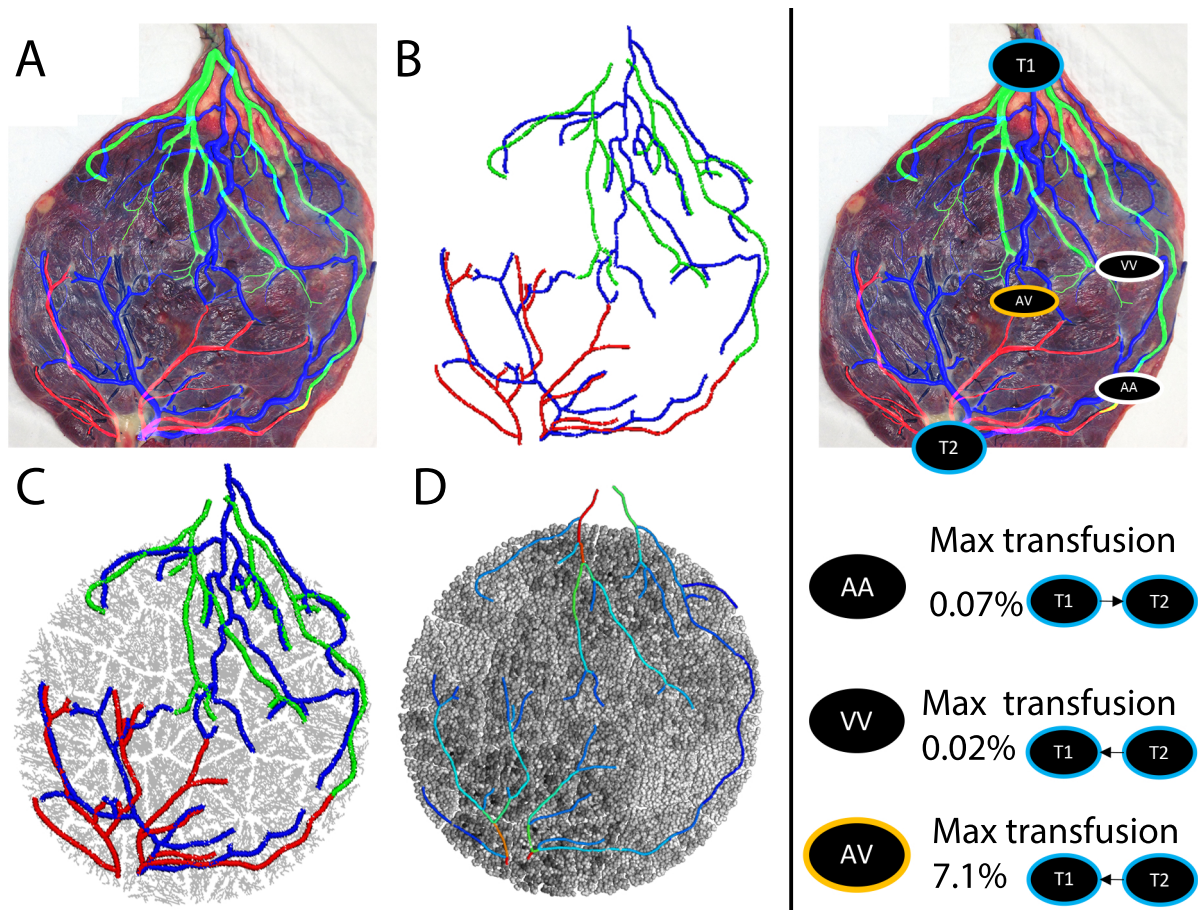 A
B
C
D
T1
VV
AV
AA
T2
AA
Max transfusion
0.07% T1 T2
VV
Max transfusion
0.02% T1 T2
AV
Max transfusion
7.1% T1 T2